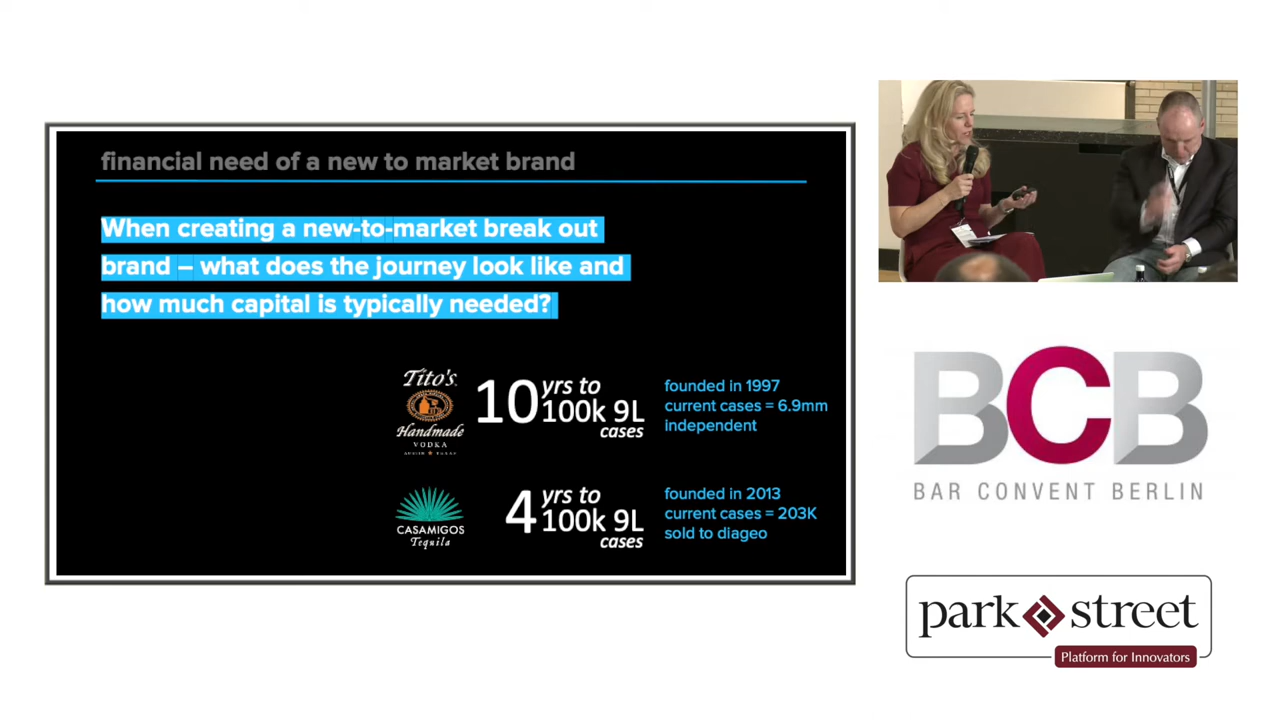 financial need of a new to market brand
When creating a new-to-market break out
brand – what does the journey look like and
how much capital is typically needed?
Tito's
Handmade
VODKA
AUSTIN ★ TEXAS
10 yrs to
100k 9L
cases
founded in 1997
current cases = 6.9mm
independent
CASAMIGOS
Tequila
4 yrs to
100k 9L
cases
founded in 2013
current cases = 203K
sold to diageo
BCB
BAR CONVENT BERLIN
park street
Platform for Innovators